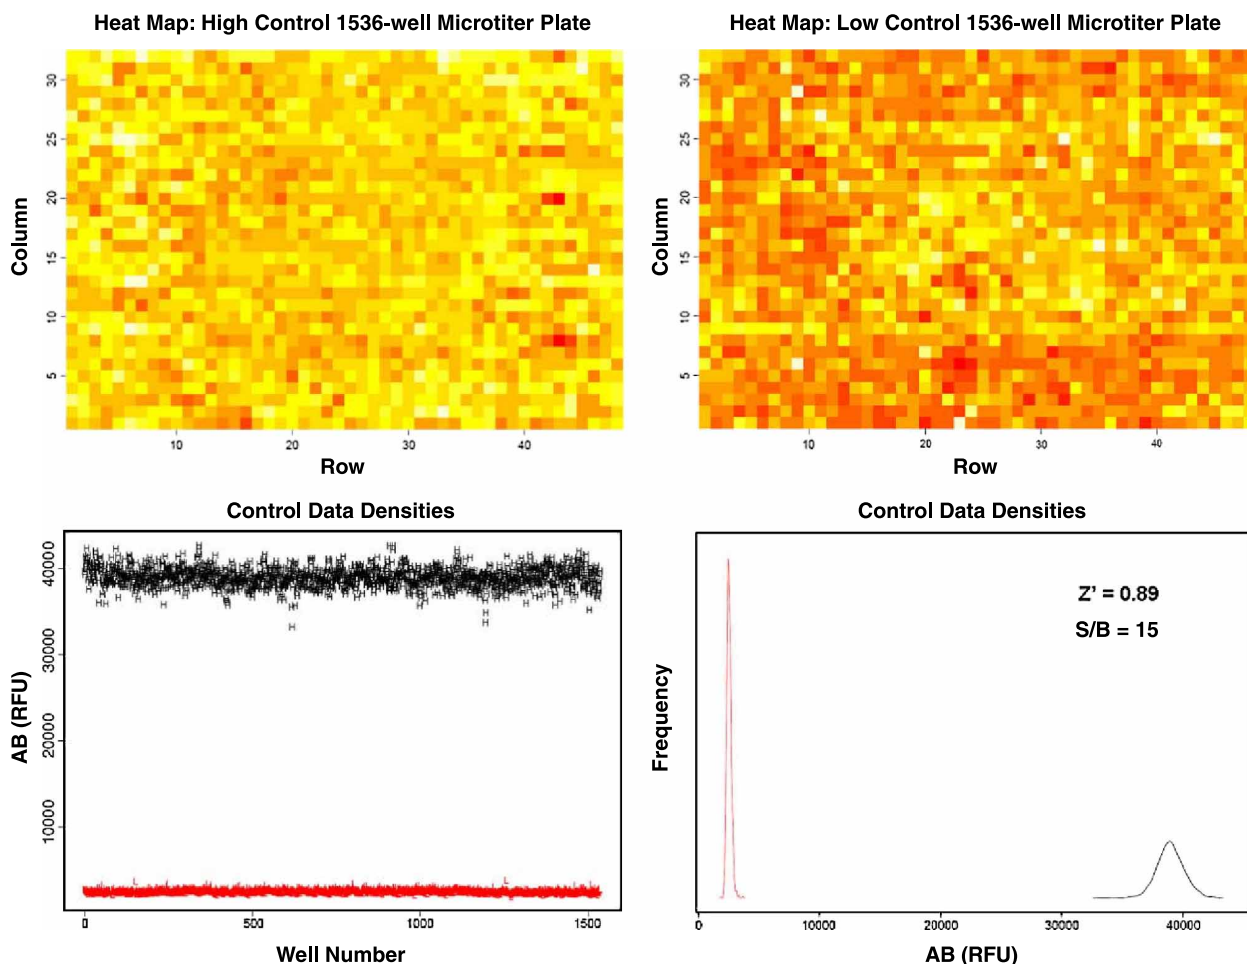 Heat Map: High Control 1536-well Microtiter Plate
Heat Map: Low Control 1536-well Microtiter Plate
Column
30
25
20
15
10
5
10
20
30
40
Row
Column
30
25
20
15
10
5
10
20
30
40
Row
Control Data Densities
AB (RFU)
40000
30000
20000
10000
H
L
L
0
500
1000
1500
Well Number
Control Data Densities
Frequency
Z' = 0.89
S/B = 15
0
10000
20000
30000
40000
AB (RFU)